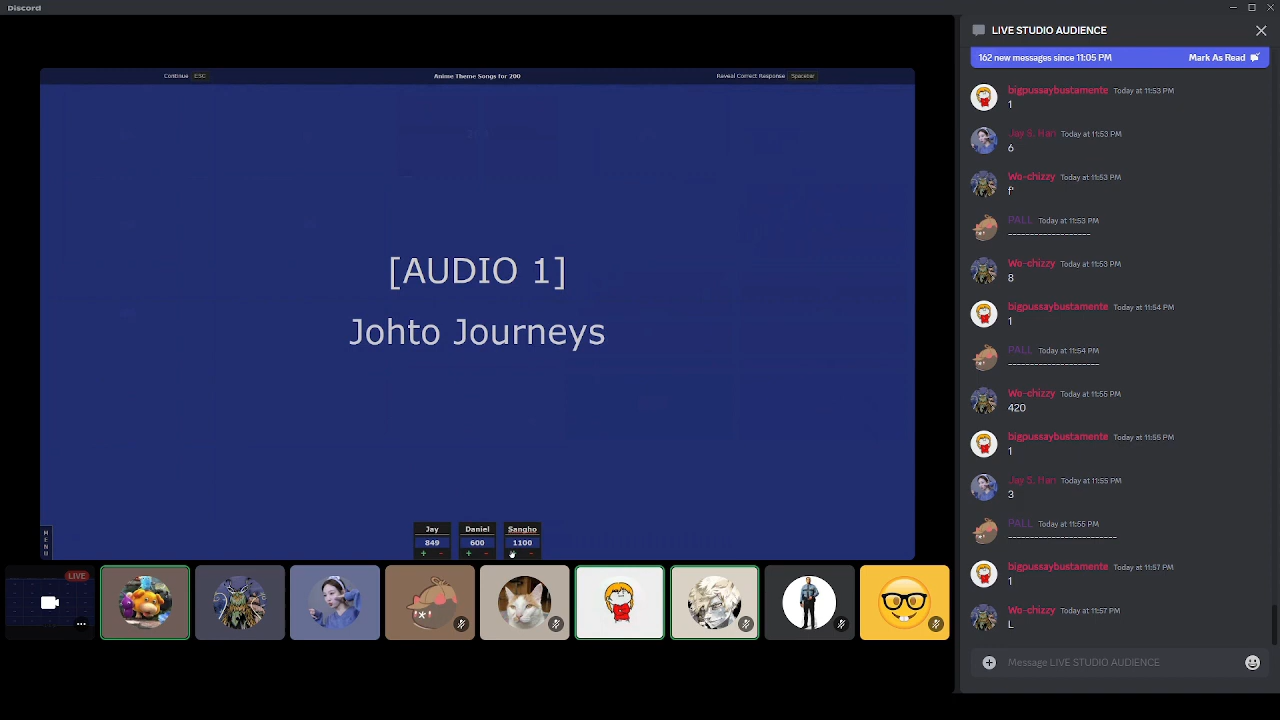 Discord
LIVE STUDIO AUDIENCE
162 new messages since 11:05 PM
Mark As Read
Continue ESC
Anime Theme Songs for 200
Reveal Correct Response Spacebar
[AUDIO 1]
Johto Journeys
MENU
Jay
Daniel
Sangho
849
600
1100
+ -
+ -
-
LIVE
bigpussaybustamente Today at 11:53 PM
1
Jay S. Han Today at 11:53 PM
6
Wo-chizzy Today at 11:53 PM
f'
PALL Today at 11:53 PM
--------------------
Wo-chizzy Today at 11:53 PM
8
bigpussaybustamente Today at 11:54 PM
1
PALL Today at 11:54 PM
----------------------
Wo-chizzy Today at 11:55 PM
420
bigpussaybustamente Today at 11:55 PM
1
Jay S. Han Today at 11:55 PM
3
PALL Today at 11:55 PM
--------------------------
bigpussaybustamente Today at 11:57 PM
1
Wo-chizzy Today at 11:57 PM
L
Message LIVE STUDIO AUDIENCE